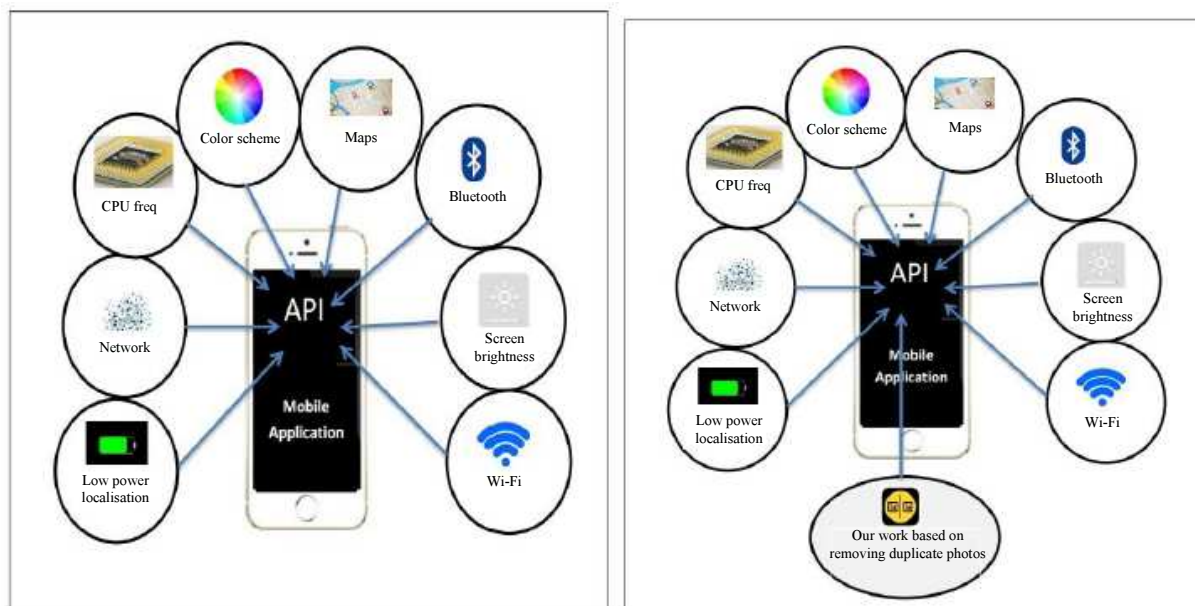 Color scheme
Maps
CPU freq
Bluetooth
API
Network
Screen
brightness
Mobile
Application
Low power
localisation
Wi-Fi
Color scheme
Maps
CPU freq
Bluetooth
API
Network
Screen
brightness
Mobile
Application
Low power
localisation
Wi-Fi
Our work based on
removing duplicate photos